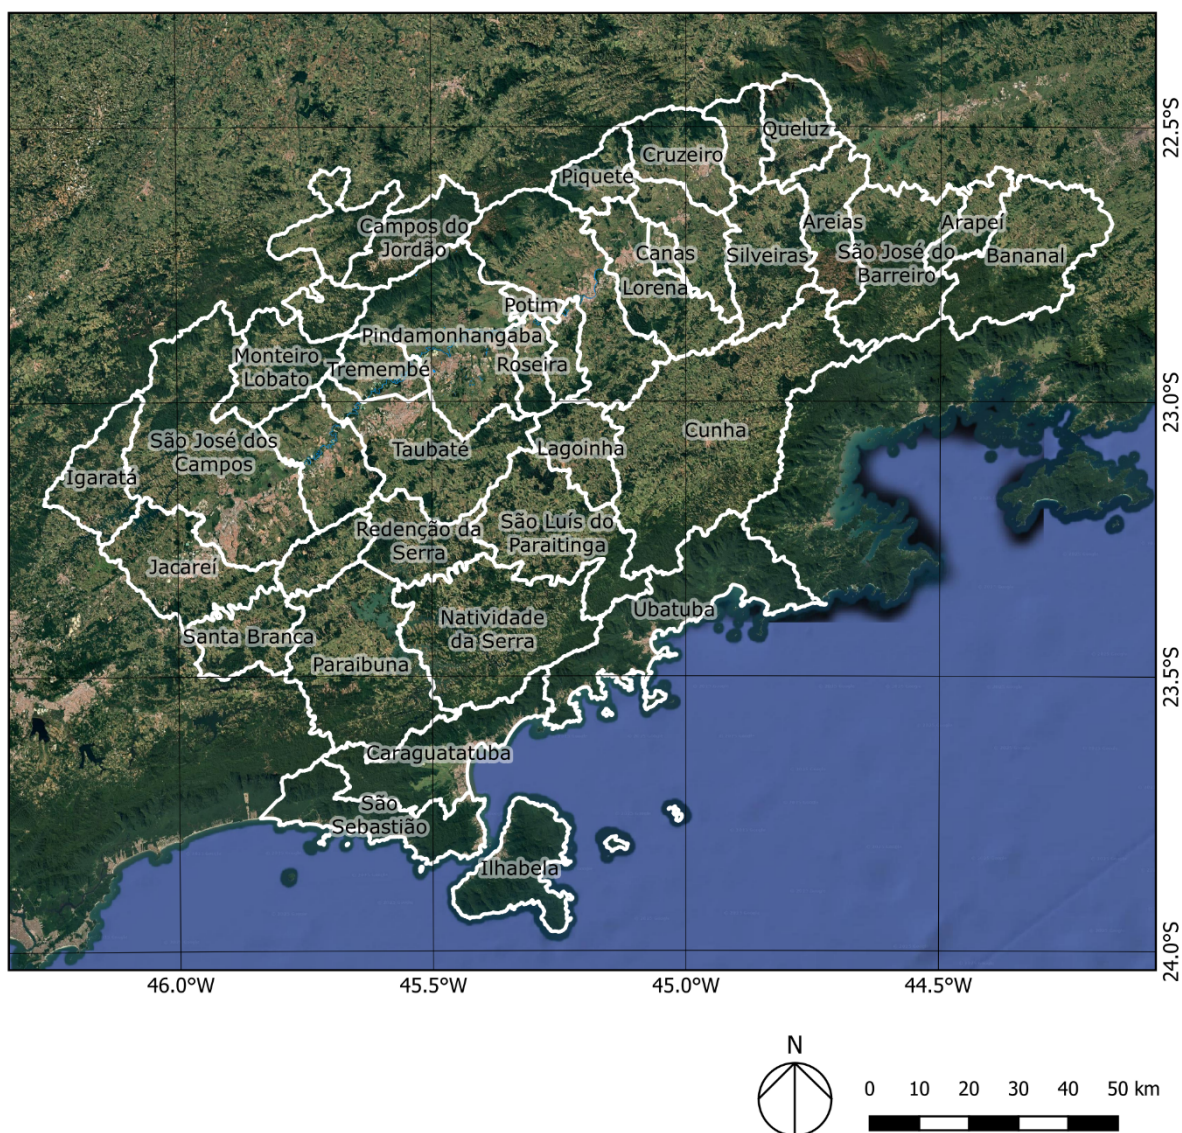 Queluz
22.5°S
Cruzeiro
Piquete
Campos do
Jordão
Areias
Arapeí
Canas
Silveiras
São José do
Barreiro
Bananal
Lorena
Potim
Pindamonhangaba
Monteiro
Lobato
Tremembé
Roseira
23.0°S
São José dos
Campos
Taubaté
Lagoinha
Cunha
Igaratá
Redenção da
Serra
São Luís do
Paraitinga
Jacareí
Santa Branca
Natividade
da Serra
Ubatuba
Paraibuna
23.5°S
Caraguatatuba
São
Sebastião
Ilhabela
24.0°S
46.0°W 45.5°W 45.0°W 44.5°W
N
0 10 20 30 40 50 km